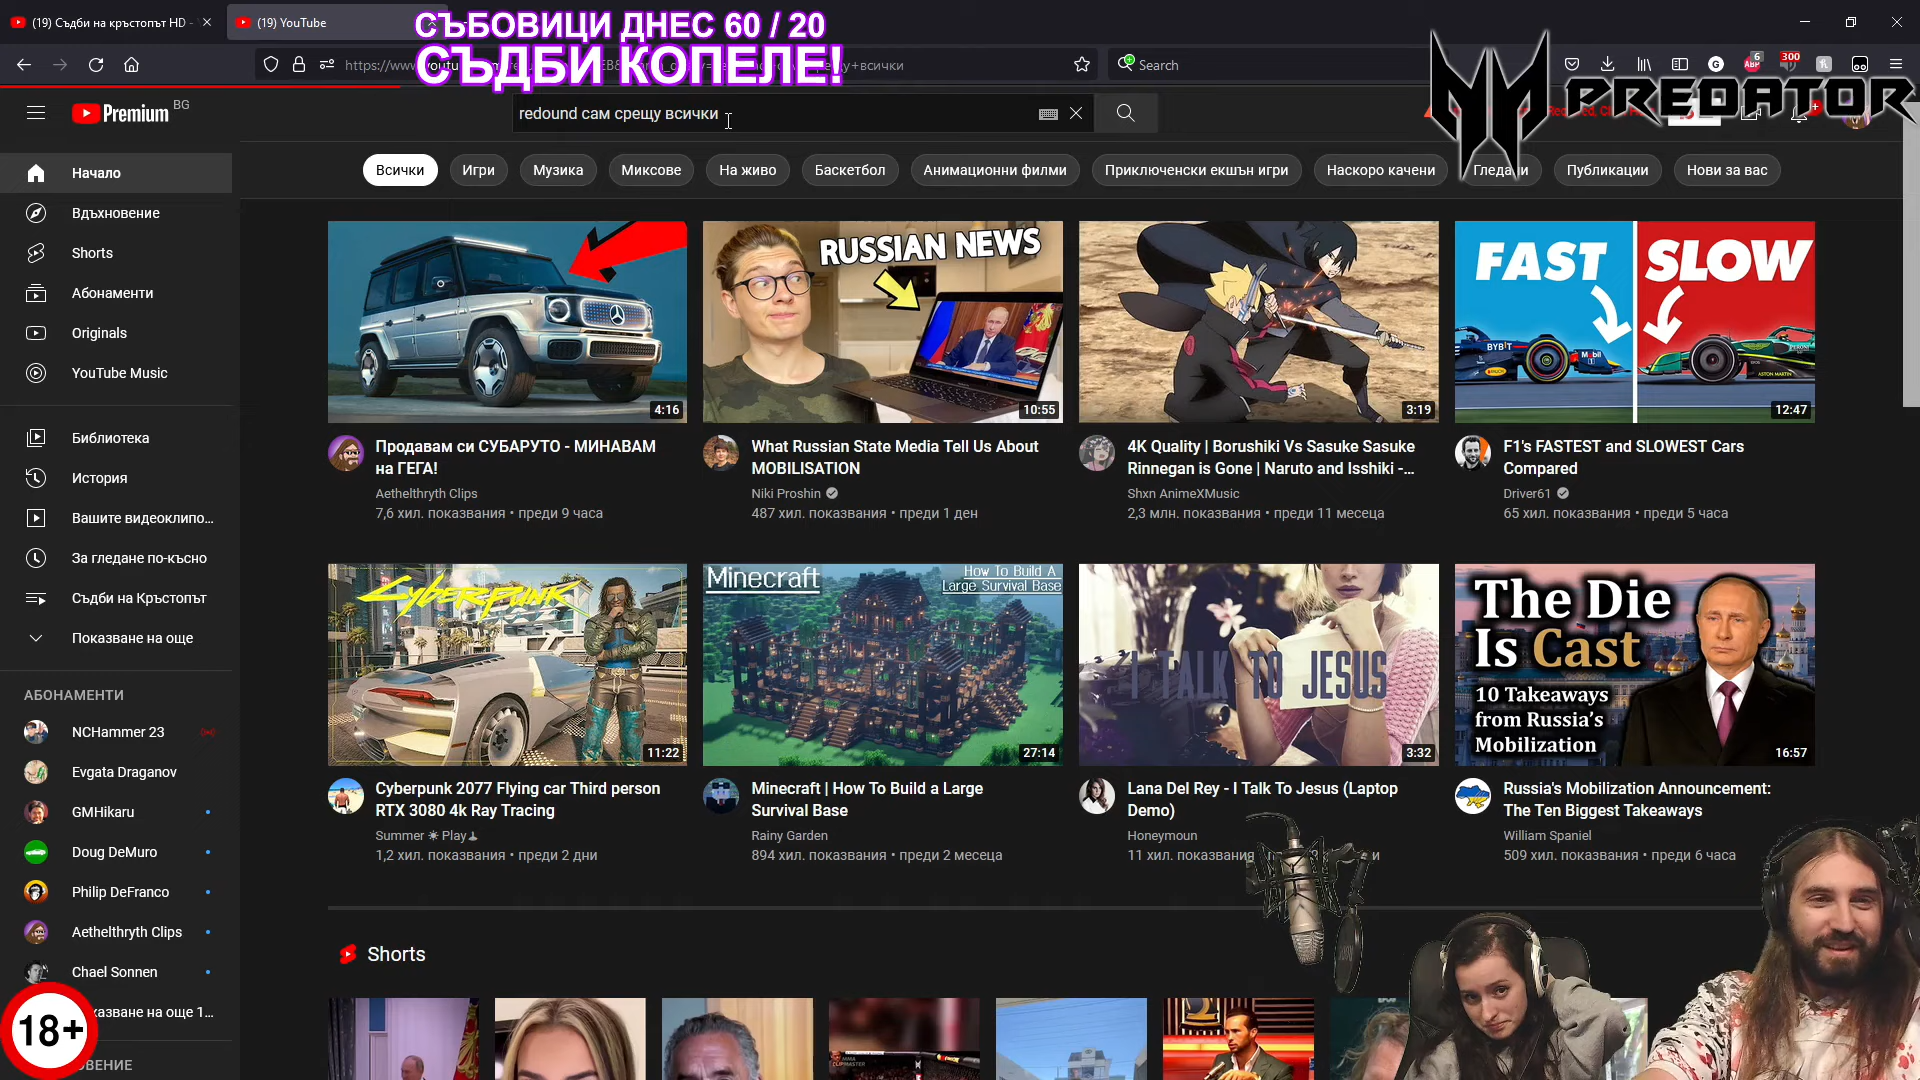 (19) Съдби на кръстопът HD -
(19) YouTube
СЪБОВИЦИ ДНЕС 60 / 20
СЪДБИ КОПЕЛЕ!
Search
6
300
PREDATOR
Premium
BG
redound сам срещу всички
Начало
Вдъхновение
Shorts
Абонаменти
Originals
YouTube Music
Библиотека
История
Вашите видеоклипо...
За гледане по-късно
Съдби на Кръстопът
Показване на още
АБОНАМЕНТИ
NCHammer 23
Evgata Draganov
GMHikaru
Doug DeMuro
Philip DeFranco
Aethelthryth Clips
Chael Sonnen
18+
Всички
Игри
Музика
Миксове
На живо
Баскетбол
Анимационни филми
Приключенски екшън игри
Наскоро качени
Публикации
Нови за вас
4:16
Продавам си СУБАРУТО - МИНАВАМ
на ГЕГА!
Aethelthryth Clips
7,6 хил. показвания • преди 9 часа
RUSSIAN NEWS
10:55
What Russian State Media Tell Us About
MOBILISATION
Niki Proshin
487 хил. показвания • преди 1 ден
3:19
4K Quality | Borushiki Vs Sasuke Sasuke
Rinnegan is Gone | Naruto and Isshiki -...
Shxn AnimeXMusic
2,3 млн. показвания • преди 11 месеца
FAST
SLOW
BYBIT
12:47
F1's FASTEST and SLOWEST Cars
Compared
Driver61
65 хил. показвания • преди 5 часа
Cyberpunk
11:22
Cyberpunk 2077 Flying car Third person
RTX 3080 4k Ray Tracing
Summer ☀ Play
1,2 хил. показвания • преди 2 дни
Minecraft
How To Build A
Large Survival Base
27:14
Minecraft | How To Build a Large
Survival Base
Rainy Garden
894 хил. показвания • преди 2 месеца
I TALK TO JESUS
3:32
Lana Del Rey - I Talk To Jesus (Laptop
Demo)
Honeymoun
11 хил. показвания
The Die
Is Cast
10 Takeaways
from Russia's
Mobilization
16:57
Russia's Mobilization Announcement:
The Ten Biggest Takeaways
William Spaniel
509 хил. показвания • преди 6 часа
Shorts